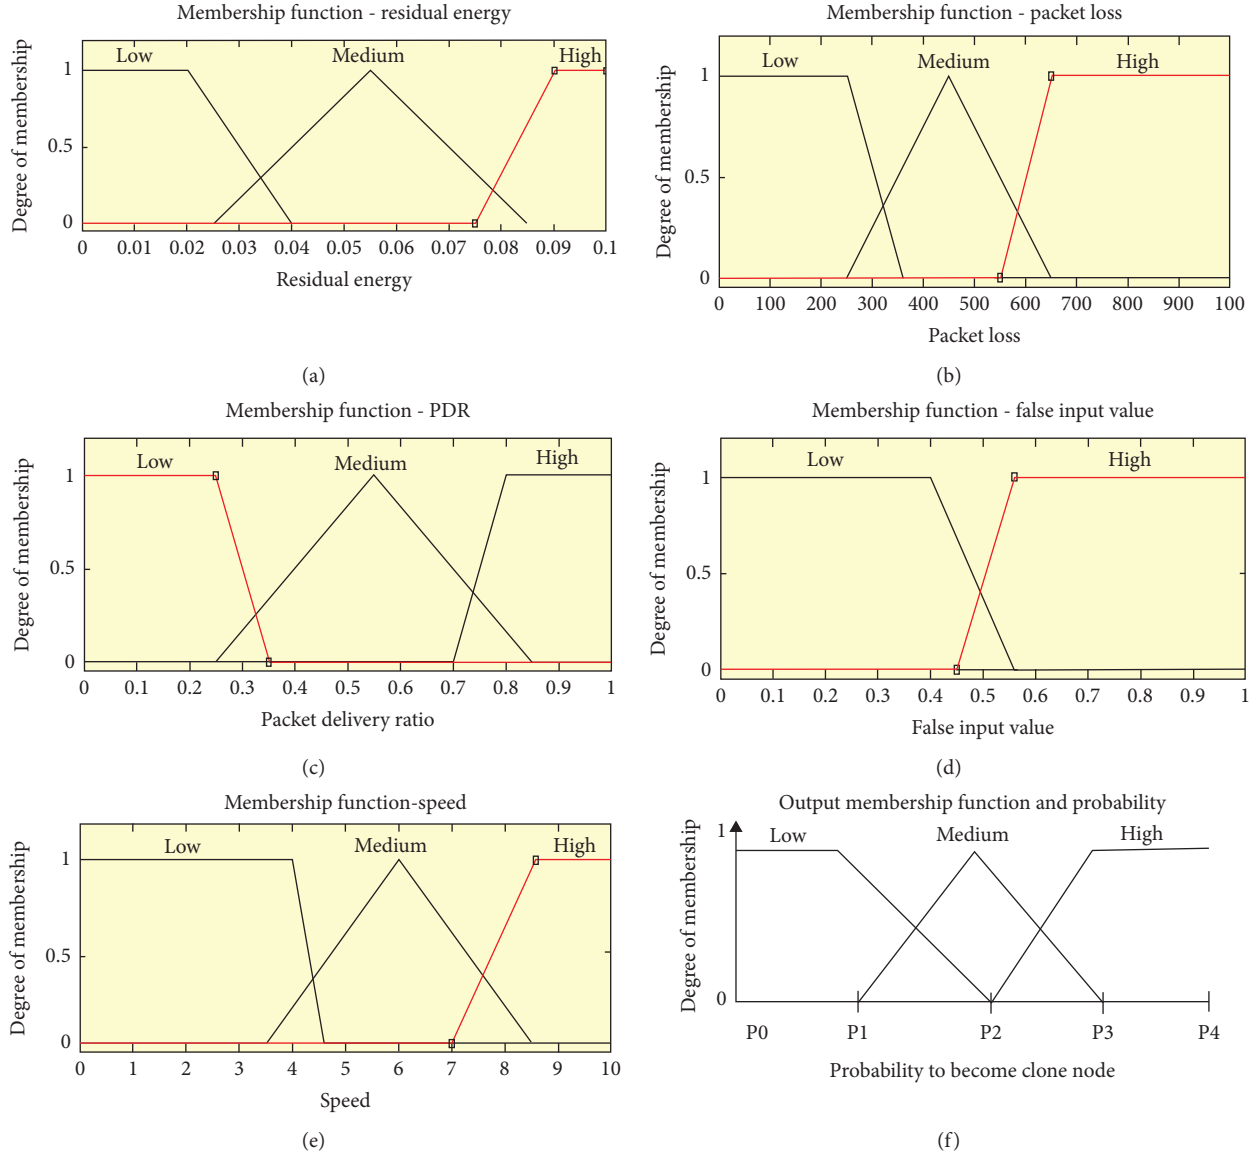 Membership function - residual energy
Low
Medium
High
1
0.5
0
Degree of membership
0 0.01 0.02 0.03 0.04 0.05 0.06 0.07 0.08 0.09 0.1
Residual energy
(a)
Membership function - packet loss
Low
Medium
High
1
0.5
0
Degree of membership
0 100 200 300 400 500 600 700 800 900 100
Packet loss
(b)
Membership function - PDR
Low
Medium
High
1
0.5
0
Degree of membership
0 0.1 0.2 0.3 0.4 0.5 0.6 0.7 0.8 0.9 1
Packet delivery ratio
(c)
Membership function - false input value
Low
High
1
0.5
0
Degree of membership
0 0.1 0.2 0.3 0.4 0.5 0.6 0.7 0.8 0.9 1
False input value
(d)
Membership function-speed
Low
Medium
High
1
0.5
0
Degree of membership
0 1 2 3 4 5 6 7 8 9 10
Speed
(e)
Output membership function and probability
Low
Medium
High
1
0
Degree of membership
P0 P1 P2 P3 P4
Probability to become clone node
(f)